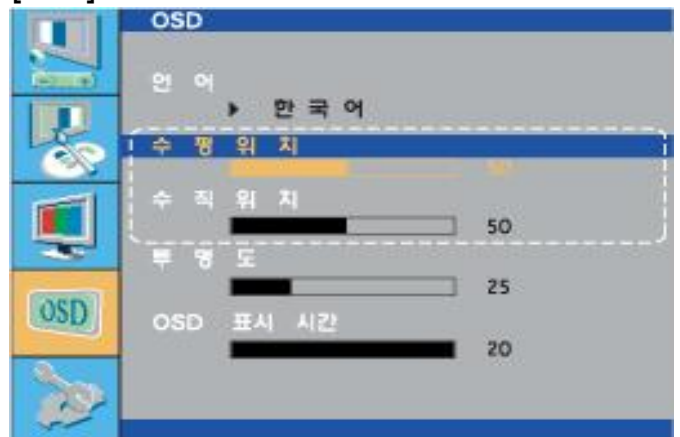 OSD
언 어
▶ 한 국 어
수 평 위 치
50
수 직 위 치
50
투 명 도
25
OSD 표시 시간
20
OSD